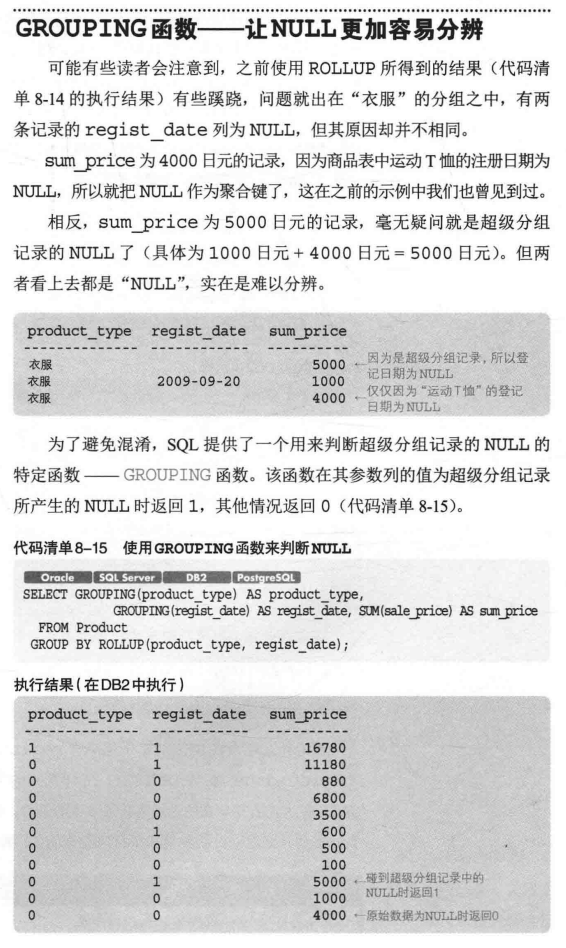 GROUPING函数——让NULL更加容易分辨
可能有些读者会注意到，之前使用 ROLLUP 所得到的结果（代码清
单 8-14 的执行结果）有些蹊跷，问题就出在“衣服”的分组之中，有两
条记录的 regist_date 列为 NULL，但其原因却并不相同。
sum_price 为 4000 日元的记录，因为商品表中运动 T 恤的注册日期为
NULL，所以就把 NULL 作为聚合键了，这在之前的示例中我们也曾见到过。
相反，sum_price 为 5000 日元的记录，毫无疑问就是超级分组
记录的 NULL 了（具体为 1000 日元 + 4000 日元 = 5000 日元）。但两
者看上去都是“NULL”，实在是难以分辨。
product_type regist_date sum_price
------------- ------------ ----------
衣服 5000 ←因为是超级分组记录，所以登
记日期为NULL
衣服 2009-09-20 1000
衣服 4000 ←仅仅因为“运动T恤”的登记
日期为NULL
为了避免混淆，SQL 提供了一个用来判断超级分组记录的 NULL 的
特定函数 —— GROUPING 函数。该函数在其参数列的值为超级分组记录
所产生的 NULL 时返回 1，其他情况返回 0（代码清单 8-15）。
代码清单8-15 使用GROUPING函数来判断NULL
Oracle SQL Server DB2 PostgreSQL
SELECT GROUPING(product_type) AS product_type,
GROUPING(regist_date) AS regist_date, SUM(sale_price) AS sum_price
FROM Product
GROUP BY ROLLUP(product_type, regist_date);
执行结果(在DB2中执行)
product_type regist_date sum_price
------------- ------------ ----------
1 1 16780
0 1 11180
0 0 880
0 0 6800
0 0 3500
0 1 600
0 0 500
0 0 100
0 1 5000 ←碰到超级分组记录中的
NULL时返回1
0 0 1000
0 0 4000 ←原始数据为NULL时返回0